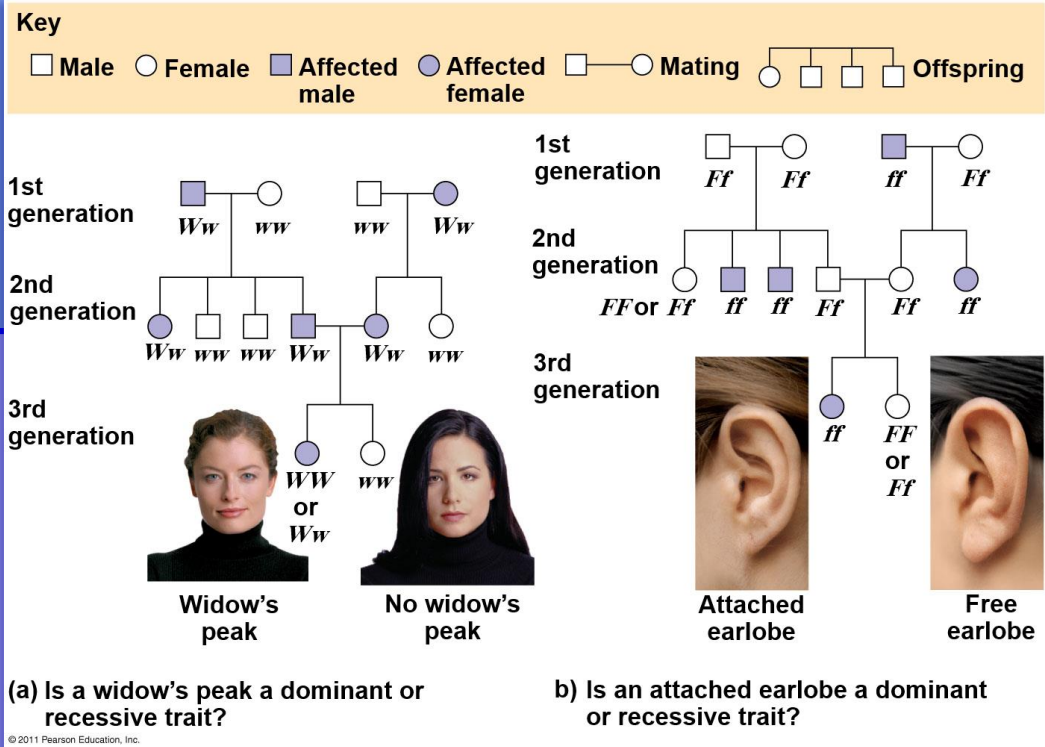 Key
Male Female Affected male Affected female Mating Offspring
1st generation
Ww ww ww Ww
2nd generation
Ww ww ww Ww Ww ww
3rd generation
WW or Ww
ww
Widow's peak
No widow's peak
(a) Is a widow's peak a dominant or
recessive trait?
1st generation
Ff Ff ff Ff
2nd generation
FF or Ff ff ff Ff Ff ff
3rd generation
ff
FF or Ff
Attached earlobe
Free earlobe
b) Is an attached earlobe a dominant
or recessive trait?
© 2011 Pearson Education, Inc.